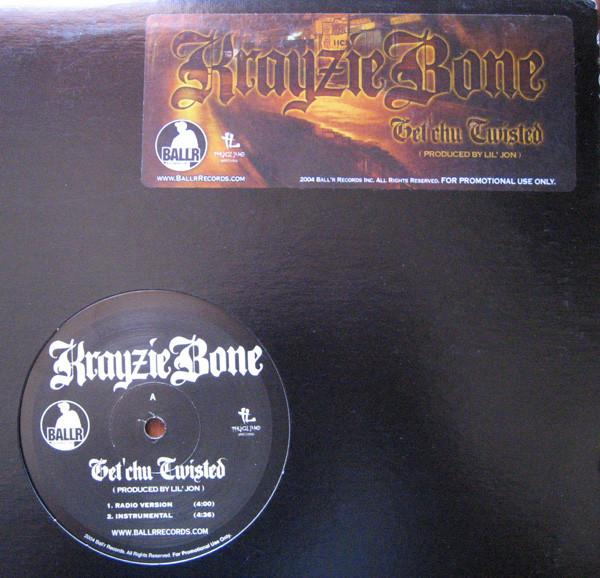 Krayzie Bone
Get'chu Twisted
( PRODUCED BY LIL' JON )
BALLR
THUGZ LIND
www.BallrRecords.com
2004 Ball'r Records Inc. All Rights Reserved. FOR PROMOTIONAL USE ONLY.
Krayzie Bone
A
BALLR
Get'chu Twisted
( PRODUCED BY LIL' JON )
1. RADIO VERSION (4:00)
2. INSTRUMENTAL (4:36)
WWW.BALLRRECORDS.COM
2004 Ball'r Records. All Rights Reserved. For Promotional Use Only.